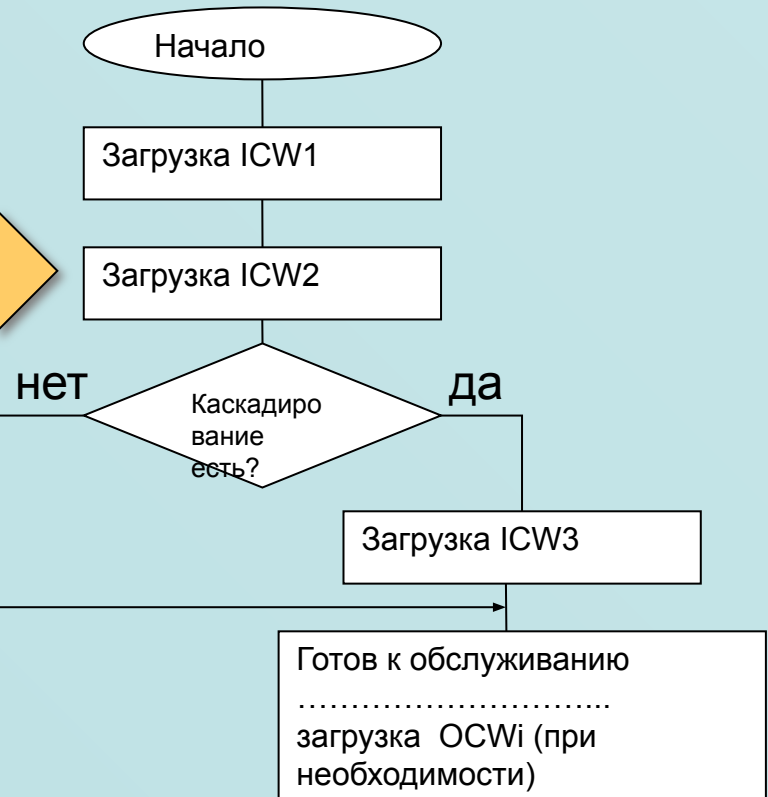 Начало
Загрузка ICW1
Загрузка ICW2
нет
да
Каскадиро
вание
есть?
Загрузка ICW3
Готов к обслуживанию
………………………...
загрузка OCWi (при
необходимости)